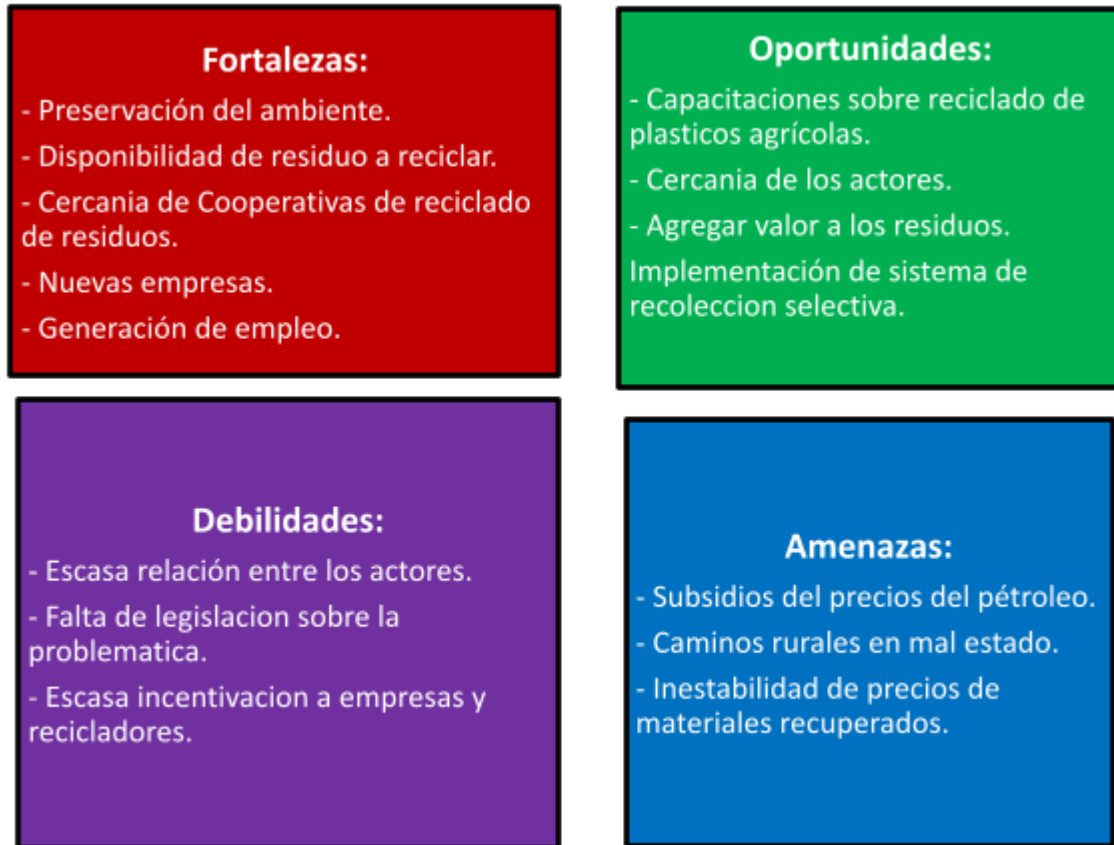 Fortalezas:
- Preservación del ambiente.
- Disponibilidad de residuo a reciclar.
- Cercania de Cooperativas de reciclado
de residuos.
- Nuevas empresas.
- Generación de empleo.
Oportunidades:
- Capacitaciones sobre reciclado de
plasticos agrícolas.
- Cercania de los actores.
- Agregar valor a los residuos.
Implementación de sistema de
recoleccion selectiva.
Debilidades:
- Escasa relación entre los actores.
- Falta de legislacion sobre la
problematica.
- Escasa incentivacion a empresas y
recicladores.
Amenazas:
- Subsidios del precios del pétroleo.
- Caminos rurales en mal estado.
- Inestabilidad de precios de
materiales recuperados.